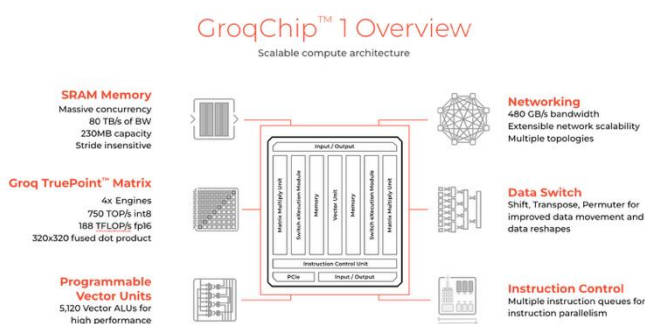 GroqChip™ 1 Overview
Scalable compute architecture
SRAM Memory
Massive concurrency
80 TB/s of BW
230MB capacity
Stride insensitive
Groq TruePoint™ Matrix
4x Engines
750 TOP/s int8
188 TFLOP/s fp16
320x320 fused dot product
Programmable
Vector Units
5,120 Vector ALUs for
high performance
Input / Output
Matrix Multiply Unit
Switch eXecution Module
Memory
Vector Unit
Memory
Switch eXecution Module
Matrix Multiply Unit
Instruction Control Unit
PCIe
Input / Output
Networking
480 GB/s bandwidth
Extensible network scalability
Multiple topologies
Data Switch
Shift, Transpose, Permuter for
improved data movement and
data reshapes
Instruction Control
Multiple instruction queues for
instruction parallelism